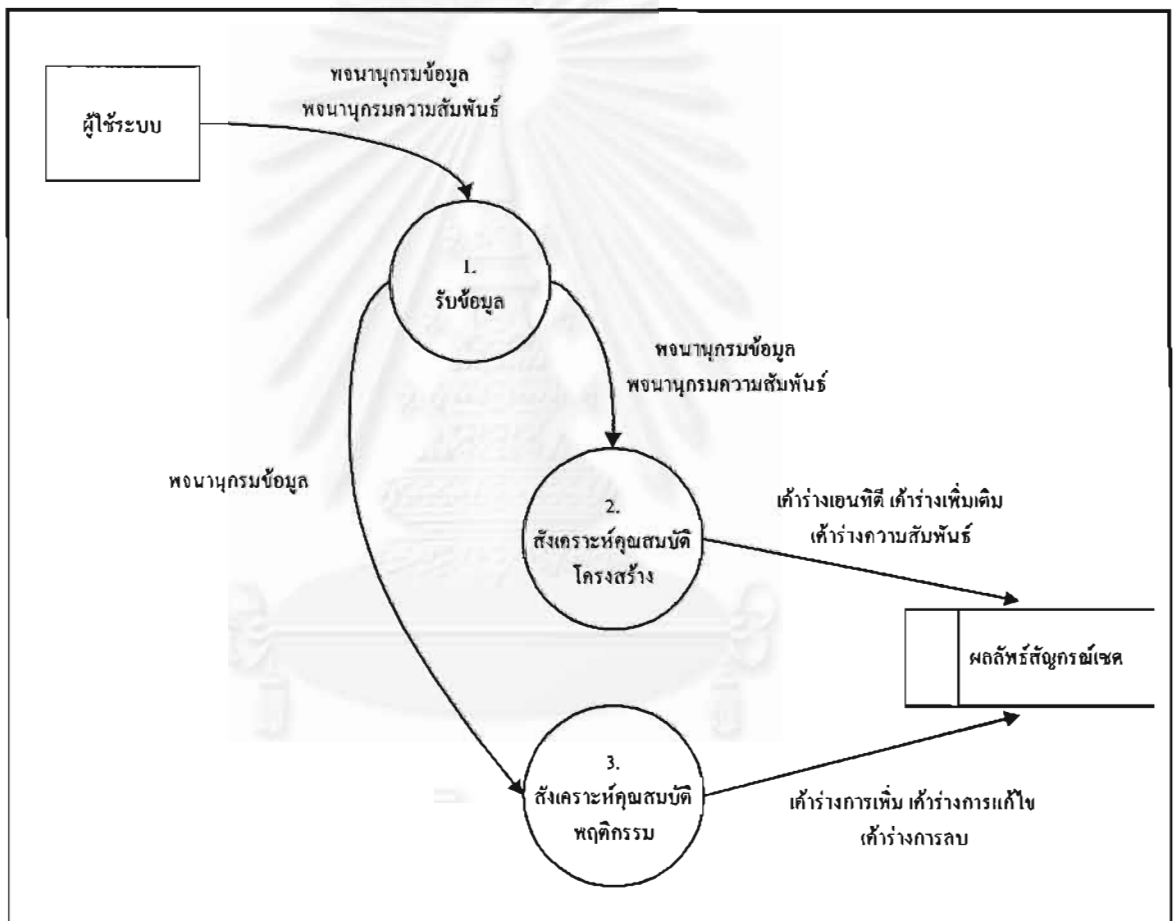 พจนานุกรมข้อมูล
พจนานุกรมความสัมพันธ์
ผู้ใช้ระบบ
1.
รับข้อมูล
พจนานุกรมข้อมูล
พจนานุกรมความสัมพันธ์
พจนานุกรมข้อมูล
2.
สังเคราะห์คุณสมบัติ
โครงสร้าง
เค้าร่างเอนทิตี เค้าร่างเพิ่มเติม
เค้าร่างความสัมพันธ์
ผลลัพธ์สัญกรณ์เซด
3.
สังเคราะห์คุณสมบัติ
พฤติกรรม
เค้าร่างการเพิ่ม เค้าร่างการแก้ไข
เค้าร่างการลบ